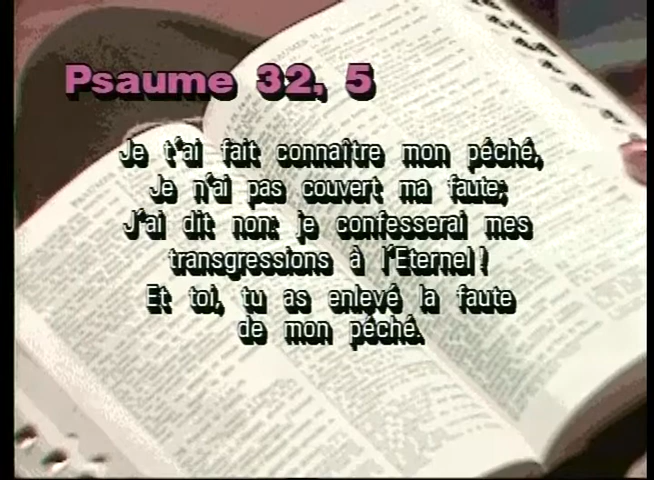 Psaume 32, 5
Je t'ai fait connaître mon péché,
Je n'ai pas couvert ma faute;
J'ai dit non: je confesserai mes
transgressions à l'Eternel!
Et toi, tu as enlevé la faute
de mon péché.